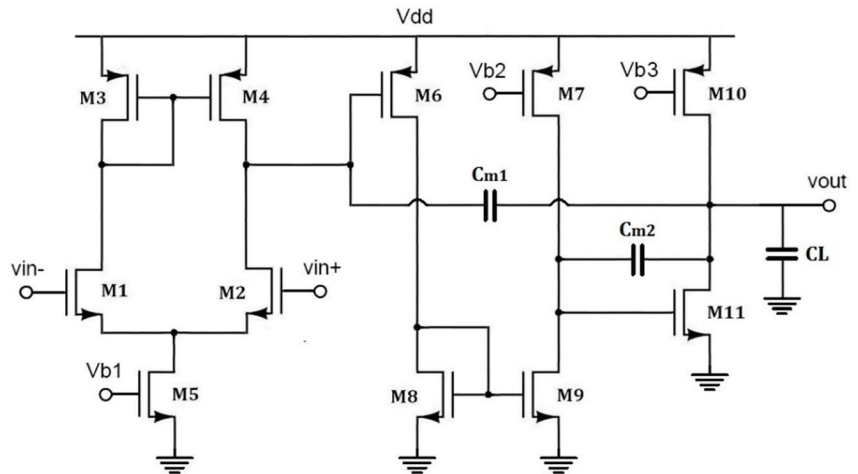 Vdd
M3
M4
M6
Vb2
M7
Vb3
M10
Cm1
vout
Cm2
CL
vin-
M1
M2
vin+
M11
Vb1
M5
M8
M9